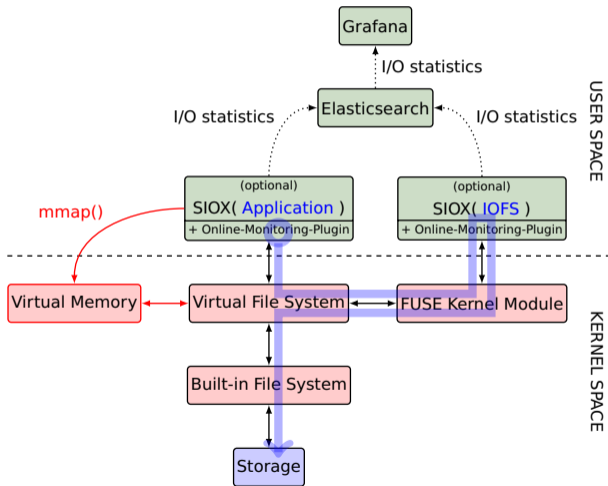 Grafana
I/O statistics
Elasticsearch
I/O statistics
I/O statistics
USER SPACE
(optional)
SIOX( Application )
+ Online-Monitoring-Plugin
(optional)
SIOX( IOFS )
+ Online-Monitoring-Plugin
mmap()
Virtual Memory
Virtual File System
FUSE Kernel Module
KERNEL SPACE
Built-in File System
Storage